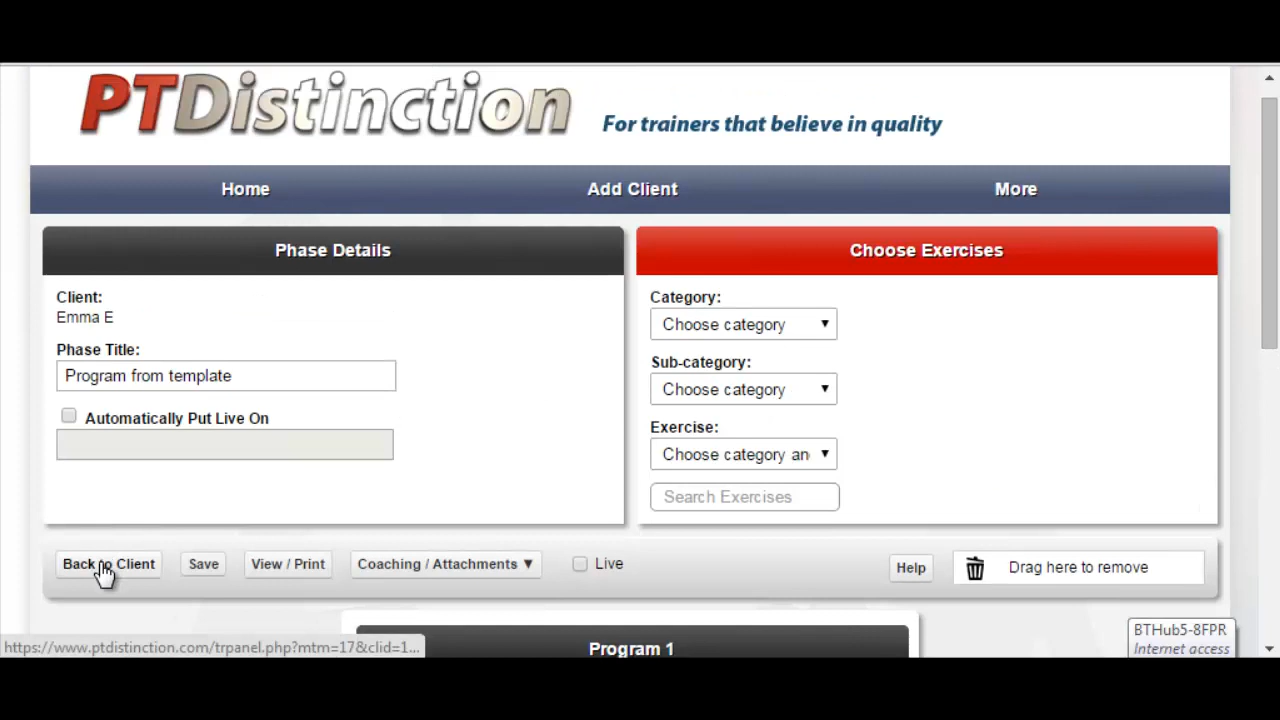 PTDistinction
For trainers that believe in quality
Home
Add Client
More
Phase Details
Choose Exercises
Client:
Emma E
Phase Title:
Program from template
Automatically Put Live On
Category:
Choose category
Sub-category:
Choose category
Exercise:
Choose category an
Search Exercises
Back to Client
Save
View / Print
Coaching / Attachments ▼
Live
Help
Drag here to remove
Program 1
https://www.ptdistinction.com/trpanel.php?mtm=17&clid=1...
BTHub5-8FPR
Internet access